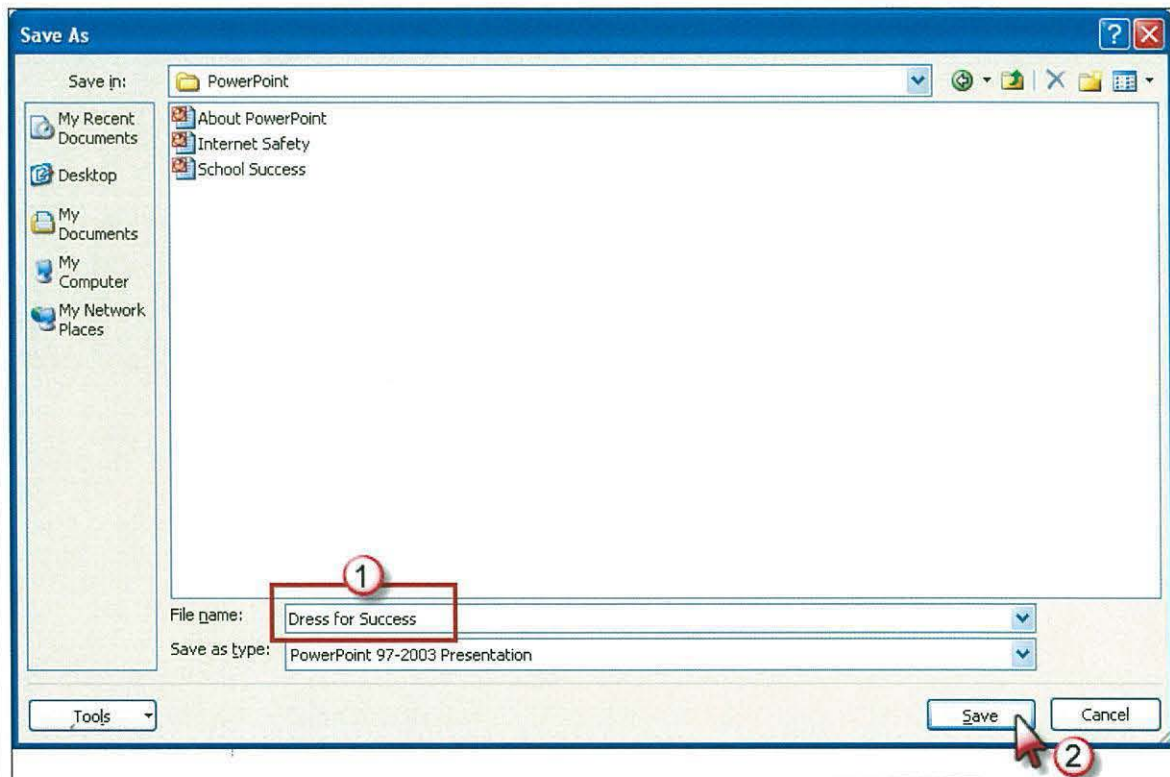 Save As
?
Save in:
PowerPoint
My Recent
Documents
Desktop
My
Documents
My
Computer
My Network
Places
About PowerPoint
Internet Safety
School Success
1
File name:
Dress for Success
Save as type:
PowerPoint 97-2003 Presentation
Tools
Save
Cancel
2